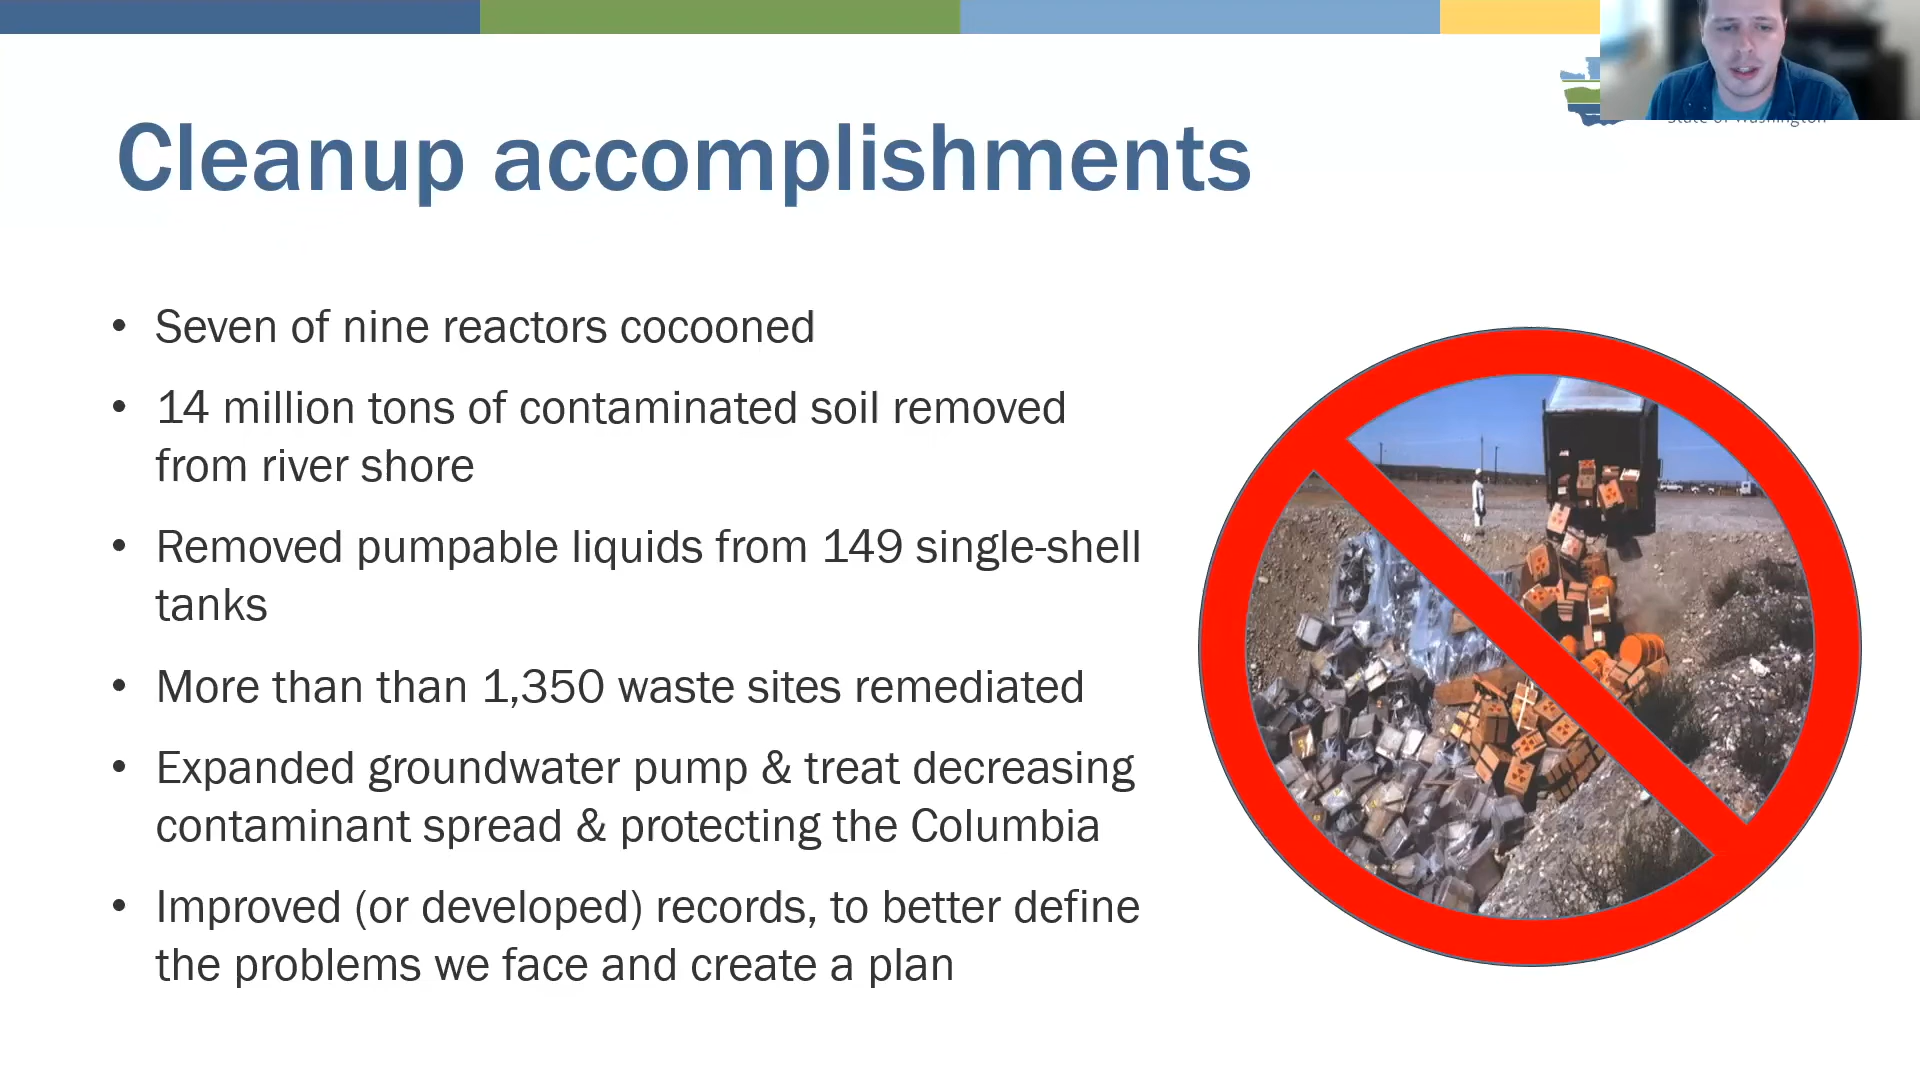 Cleanup accomplishments
• Seven of nine reactors cocooned
• 14 million tons of contaminated soil removed
from river shore
• Removed pumpable liquids from 149 single-shell
tanks
• More than than 1,350 waste sites remediated
• Expanded groundwater pump & treat decreasing
contaminant spread & protecting the Columbia
• Improved (or developed) records, to better define
the problems we face and create a plan
State of Washington